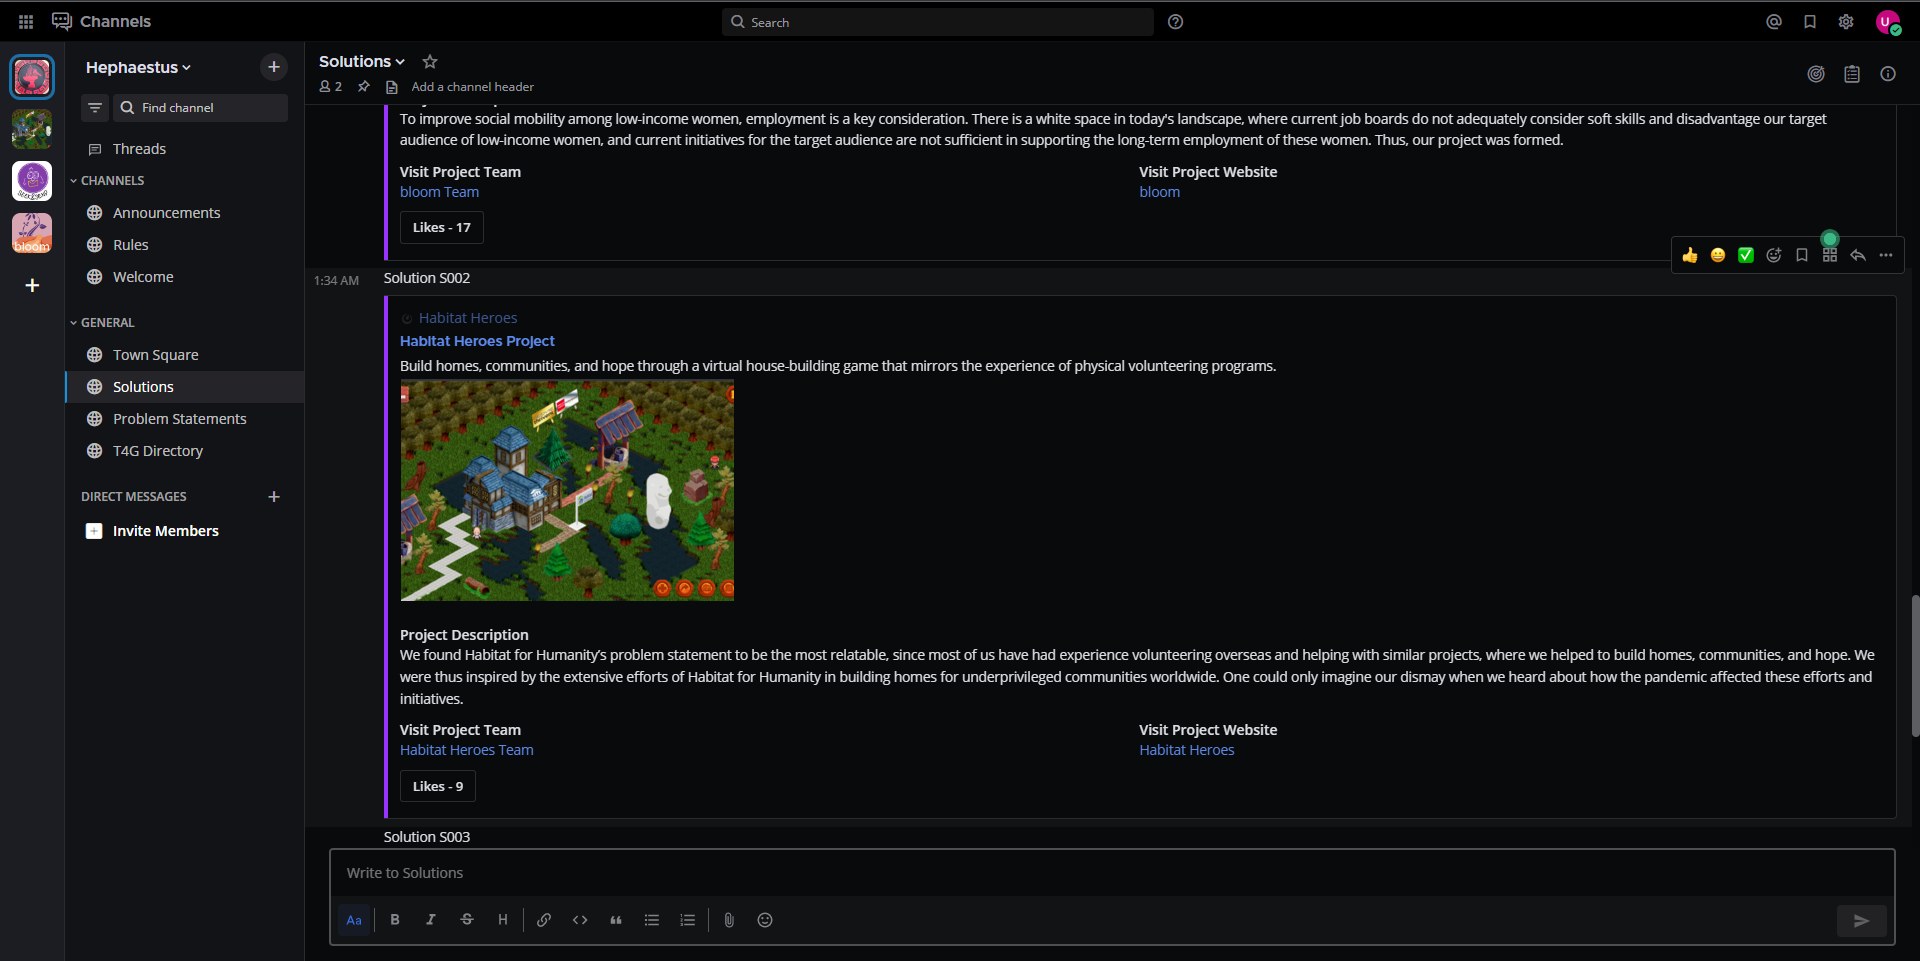 Channels
Search
Hephaestus
Find channel
Threads
CHANNELS
Announcements
Rules
Welcome
GENERAL
Town Square
Solutions
Problem Statements
T4G Directory
DIRECT MESSAGES
Invite Members
bloom
U
Solutions
2
Add a channel header
To improve social mobility among low-income women, employment is a key consideration. There is a white space in today's landscape, where current job boards do not adequately consider soft skills and disadvantage our target
audience of low-income women, and current initiatives for the target audience are not sufficient in supporting the long-term employment of these women. Thus, our project was formed.
Visit Project Team
bloom Team
Visit Project Website
bloom
Likes - 17
1:34 AM
Solution S002
Habitat Heroes
Habitat Heroes Project
Build homes, communities, and hope through a virtual house-building game that mirrors the experience of physical volunteering programs.
Project Description
We found Habitat for Humanity’s problem statement to be the most relatable, since most of us have had experience volunteering overseas and helping with similar projects, where we helped to build homes, communities, and hope. We
were thus inspired by the extensive efforts of Habitat for Humanity in building homes for underprivileged communities worldwide. One could only imagine our dismay when we heard about how the pandemic affected these efforts and
initiatives.
Visit Project Team
Habitat Heroes Team
Visit Project Website
Habitat Heroes
Likes - 9
Solution S003
Write to Solutions
Aa B I S H